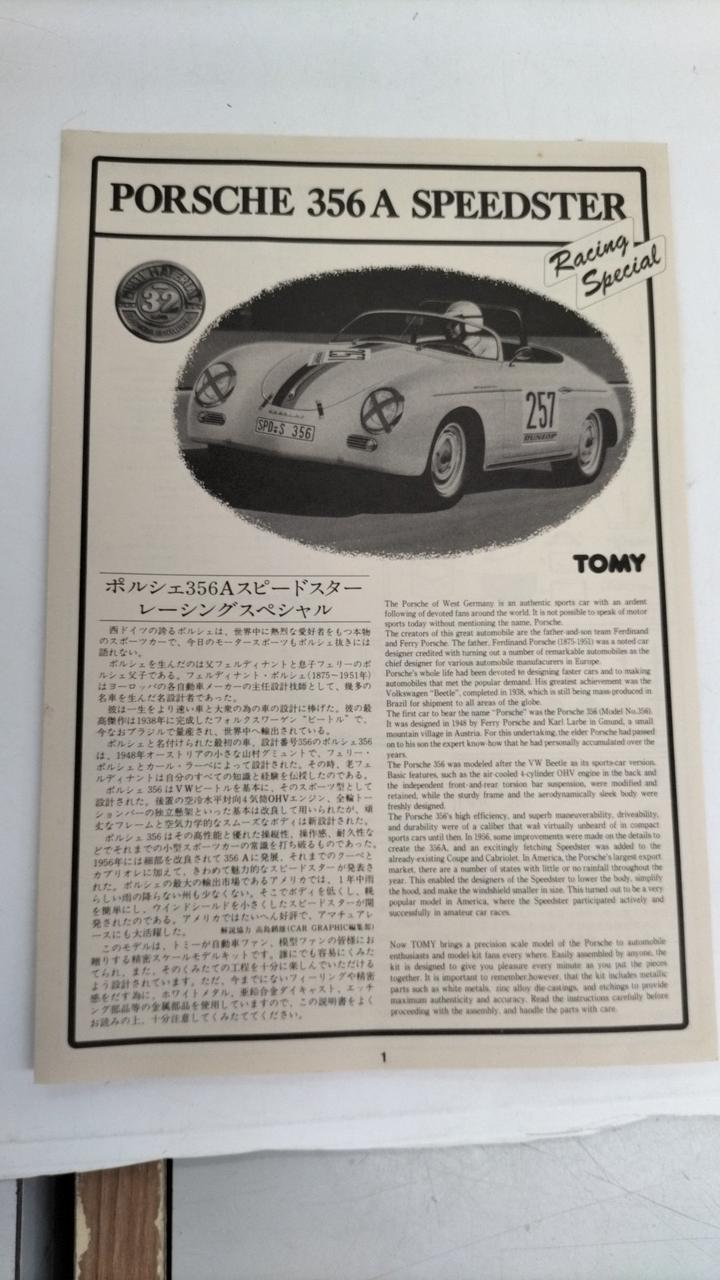 PORSCHE 356A SPEEDSTER
Racing
Special
32
257
SPD:S 356
257
DUNLOP
TOMY
ポルシェ356Aスピードスター
レーシングスペシャル
西ドイツの誇るポルシェは、世界中に熱烈な愛好者をもつ本物
のスポーツカーで、今日のモータースポーツもポルシェ抜きには
語れない。
ポルシェを生んだのは父フェルディナントと息子フェリーのポ
ルシェ父子である。フェルディナント・ポルシェ(1875〜1951年)
はヨーロッパの各自動車メーカーの主任設計技師として、幾多の
名車を生んだ名設計者であった。
彼は一生をより速い車と大衆の為の車の設計に捧げた。彼の最
高傑作は1938年に完成したフォルクスワーゲン“ビートル”で、
今なおブラジルで量産され、世界中へ輸出されている。
ポルシェと名付けられた最初の車、設計番号356のポルシェ356
は、1948年オーストリアの小さな山村グミュントで、フェリー・
ポルシェとカール・ラーベによって設計された。その時、老フェ
ルディナントは自分のすべての知識と経験を伝授したのである。
ポルシェ356はVWビートルを基本に、そのスポーツ型として
設計された。後置の空冷水平対向4気筒OHVエンジン、全輪トー
ションバーの独立懸架といった基本は改良して用いられたが、頑
丈なフレームと空気力学的なスムーズなボディは新設計された。
ポルシェ356はその高性能と優れた操縦性、操作感、耐久性な
どでそれまでの小型スポーツカーの常識を打ち破るものであった。
1956年には細部を改良されて356Aに発展、それまでのクーペと
カブリオレに加えて、きわめて魅力的なスピードスターが発表さ
れた。ポルシェの最大の輸出市場であるアメリカでは、1年中雨
らしい雨の降らない州も少なくない。そこでボディを低くし、幌
を簡単にし、ウインドシールドを小さくしたスピードスターが開
発されたのである。アメリカではたいへん好評で、アマチュアレ
ースにも大活躍した。 解説協力 高島鎮雄(CAR GRAPHIC編集部)
このモデルは、トミーが自動車ファン、模型ファンの皆様にお
贈りする精密スケールモデルキットです。誰にでも容易にくみた
てられ、また、そのくみたての工程を十分に楽しんでいただける
よう設計されています。ただ、今までにないフィーリングや精密
感をだす為に、ホワイトメタル、亜鉛合金ダイキャスト、エッチ
ング部品等の金属部品を使用していますので、この説明書をよく
お読みの上、十分注意してくみたててください。
The Porsche of West Germany is an authentic sports car with an ardent
following of devoted fans around the world. It is not possible to speak of motor
sports today without mentioning the name, Porsche.
The creators of this great automobile are the father-and-son team Ferdinand
and Ferry Porsche. The father, Ferdinand Porsche (1875-1951) was a noted car
designer credited with turning out a number of remarkable automobiles as the
chief designer for various automobile manufacurers in Europe.
Porsche's whole life had been devoted to designing faster cars and to making
automobiles that met the popular demand. His greatest achievement was the
Volkswagen "Beetle", completed in 1938, which is still being mass-produced in
Brazil for shipment to all areas of the globe.
The first car to bear the name "Porsche" was the Porsche 356 (Model No.356).
It was designed in 1948 by Ferry Porsche and Karl Larbe in Gmund, a small
mountain village in Austria. For this undertaking, the elder Porsche had passed
on to his son the expert know-how that he had personally accumulated over the
years.
The Porsche 356 was modeled after the VW Beetle as its sports-car version.
Basic features, such as the air-cooled 4-cylinder OHV engine in the back and
the independent front-and-rear torsion bar suspension, were modified and
retained, while the sturdy frame and the aerodynamically sleek body were
freshly designed.
The Porsche 356's high efficiency, and superb maneuverability, driveability,
and durability were of a caliber that was virtually unheard of in compact
sports cars until then. In 1956, some improvements were made on the details to
create the 356A, and an excitingly fetching Speedster was added to the
already-existing Coupe and Cabriolet. In America, the Porsche's largest export
market, there are a number of states with little or no rainfall throughout the
year. This enabled the designers of the Speedster to lower the body, simplify
the hood, and make the windshield smaller in size. This turned out to be a very
popular model in America, where the Speedster participated actively and
successfully in amateur car races.
Now TOMY brings a precision scale model of the Porsche to automobile
enthusiasts and model-kit fans every where. Easily assembled by anyone, the
kit is designed to give you pleasure every minute as you put the pieces
together. It is important to remember,however, that the kit includes metallic
parts such as white metals, zinc alloy die-castings, and etchings to provide
maximum authenticity and accuracy. Read the instructions carefully before
proceeding with the assembly, and handle the parts with care.
1